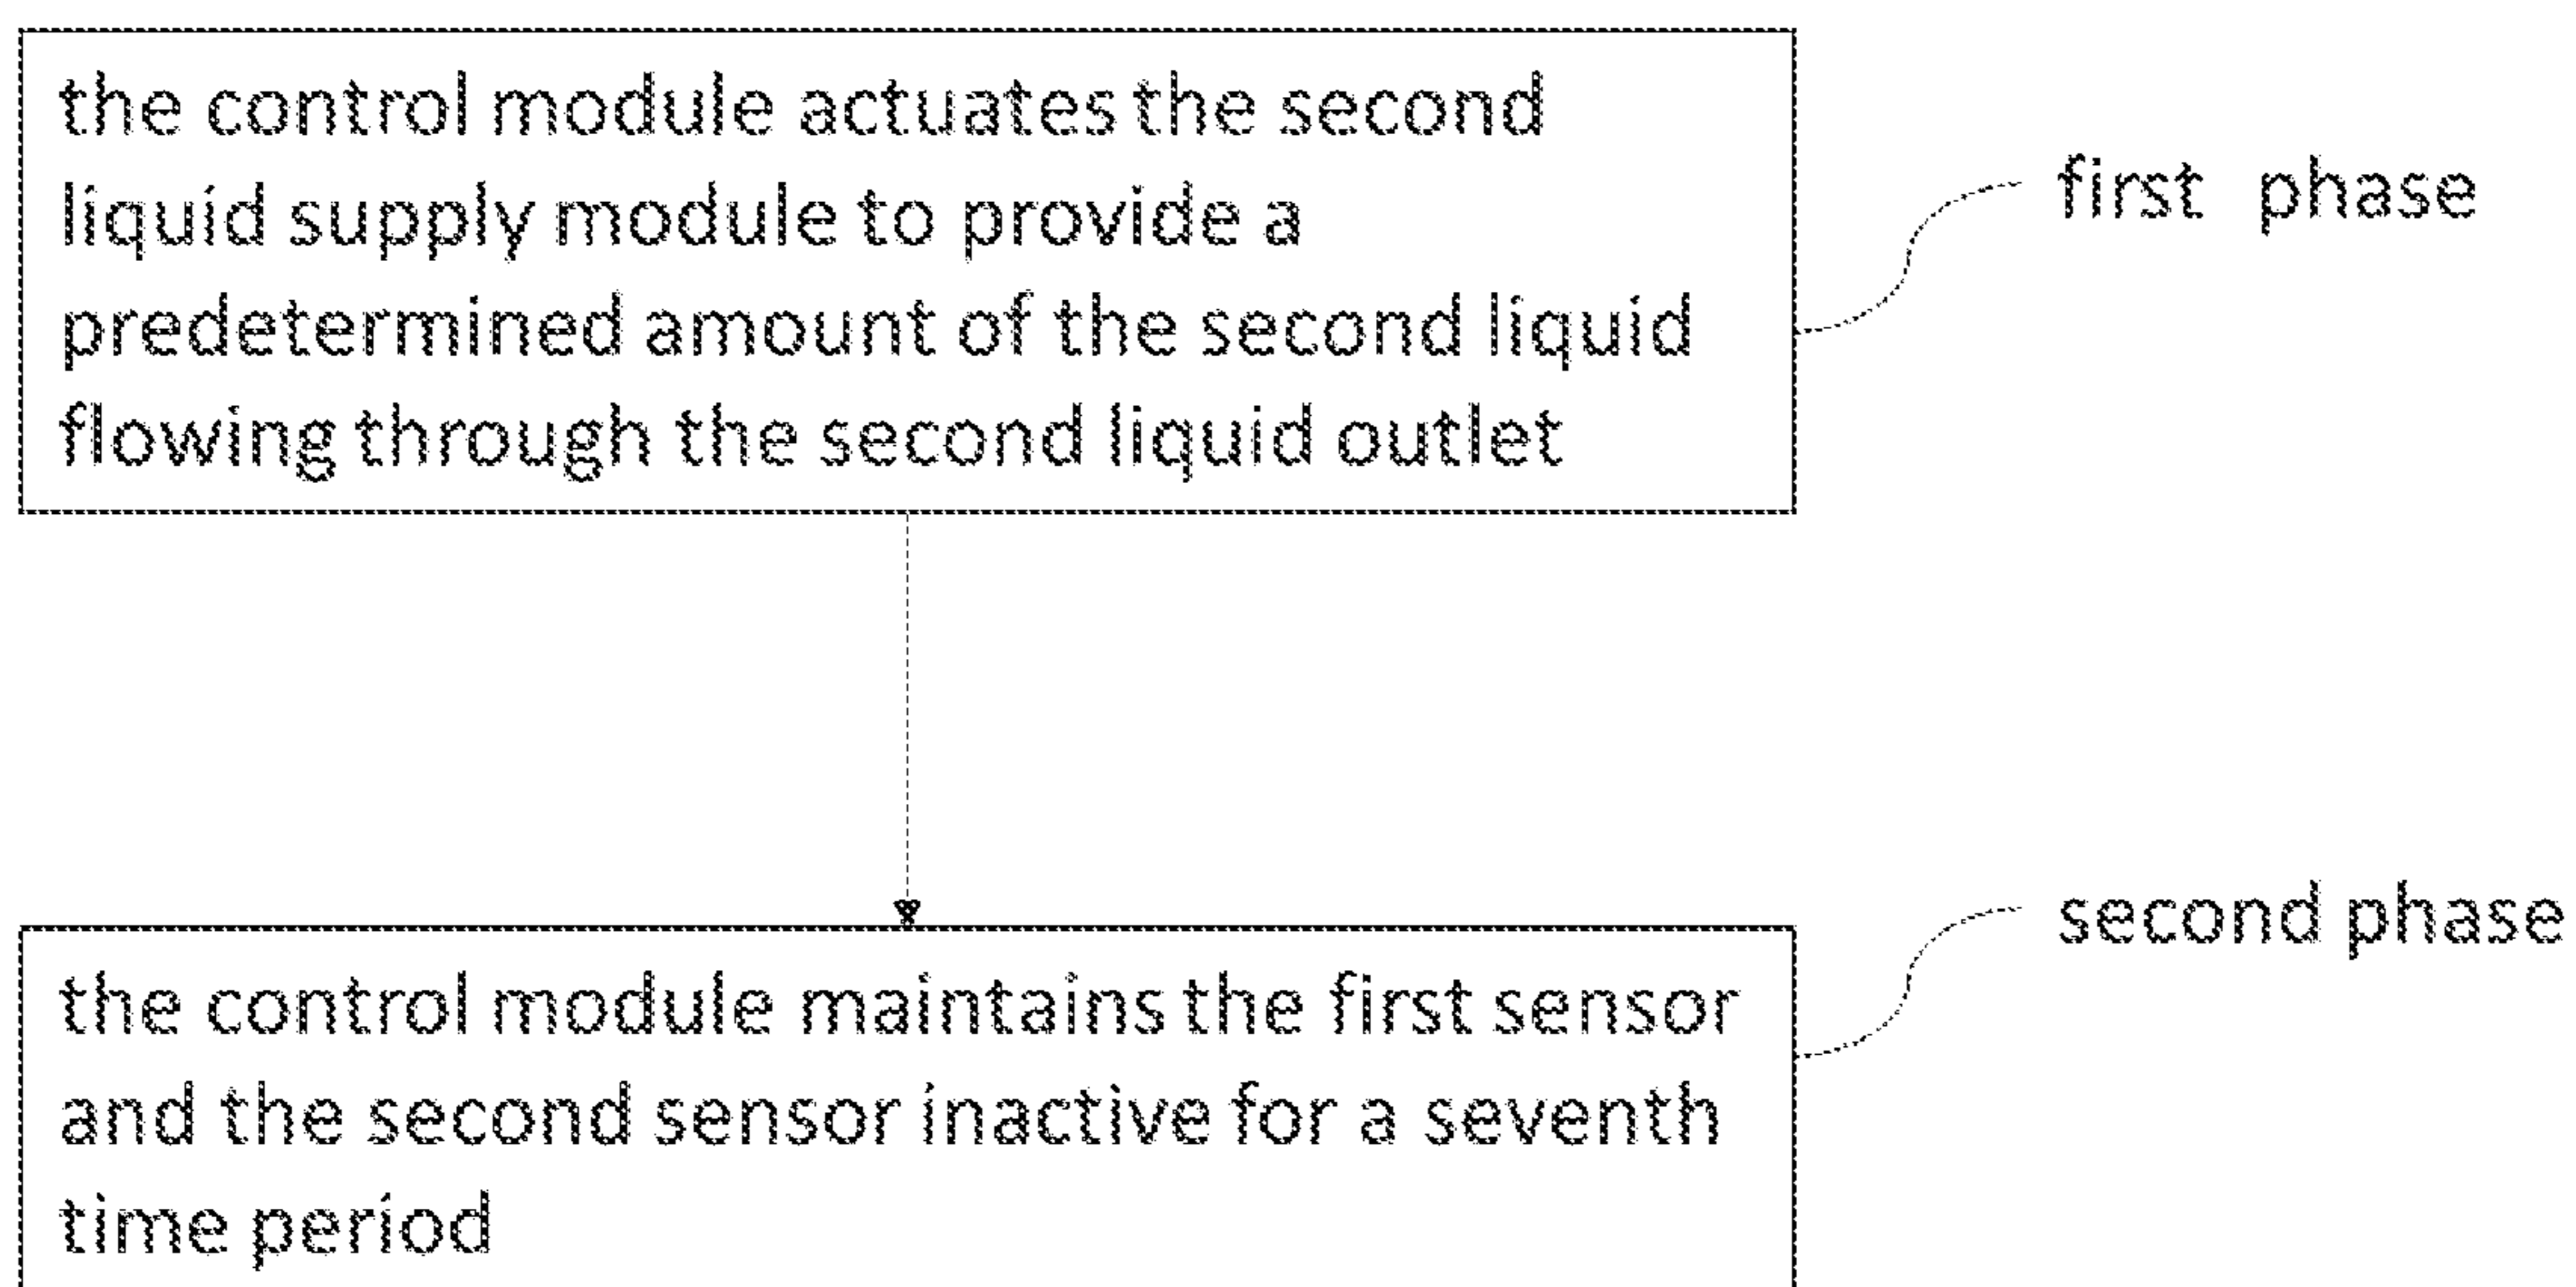 the control module actuates the second
liquid supply module to provide a
predetermined amount of the second liquid
flowing through the second liquid outlet
first phase
second phase
the control module maintains the first sensor
and the second sensor inactive for a seventh
time period